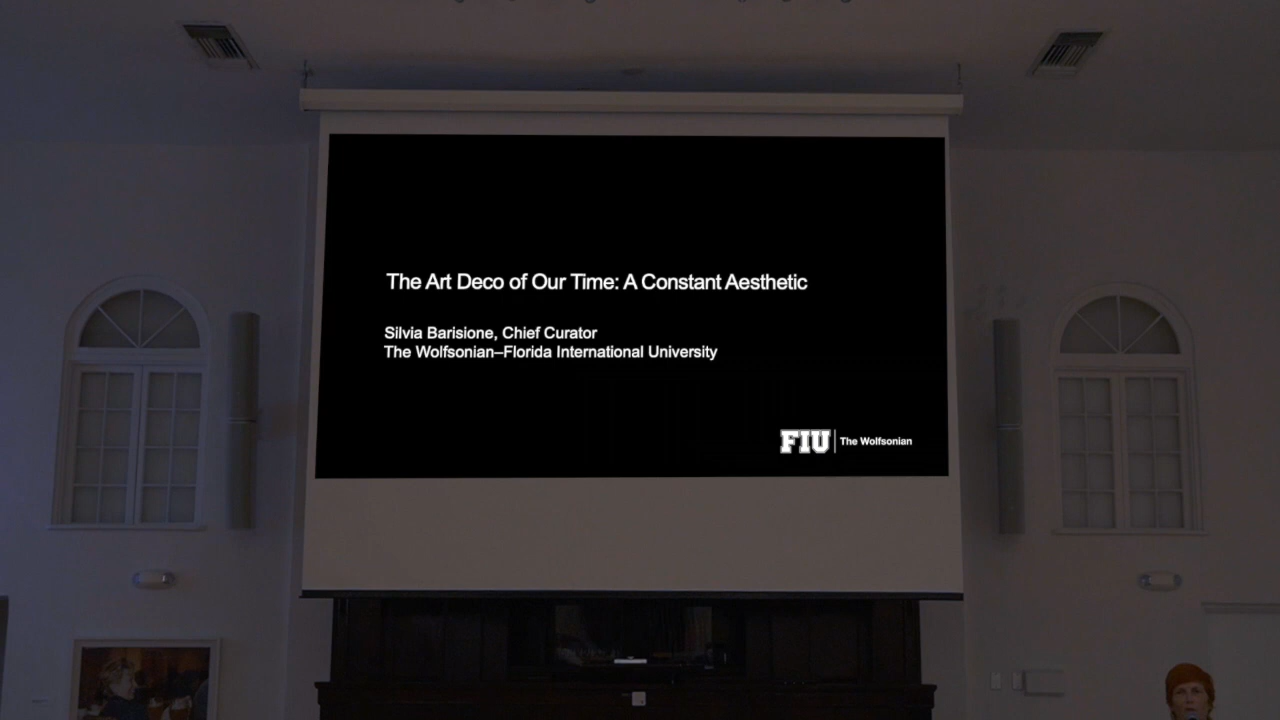 The Art Deco of Our Time: A Constant Aesthetic
Silvia Barisione, Chief Curator
The Wolfsonian–Florida International University
FIU The Wolfsonian